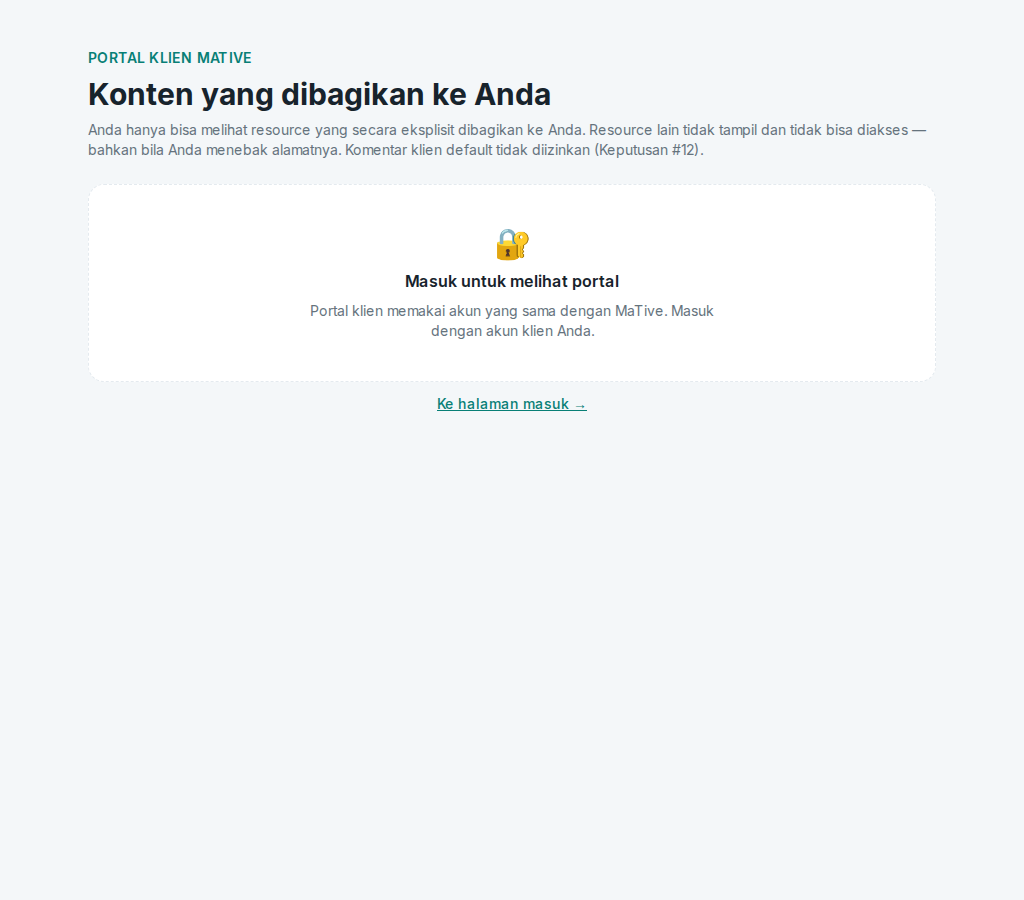 PORTAL KLIEN MATIVE
Konten yang dibagikan ke Anda
Anda hanya bisa melihat resource yang secara eksplisit dibagikan ke Anda. Resource lain tidak tampil dan tidak bisa diakses —
bahkan bila Anda menebak alamatnya. Komentar klien default tidak diizinkan (Keputusan #12).
Masuk untuk melihat portal
Portal klien memakai akun yang sama dengan MaTive. Masuk
dengan akun klien Anda.
Ke halaman masuk →